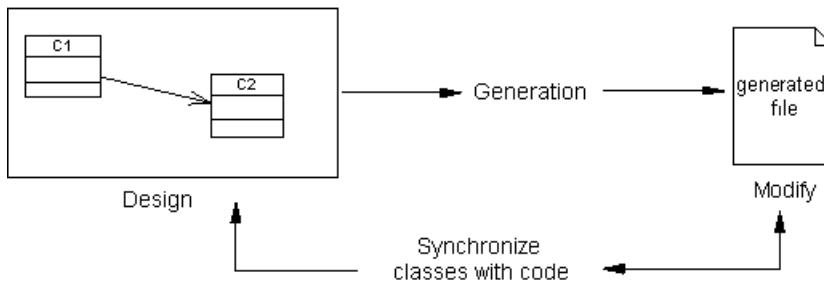 C1
C2
Generation
generated
file
Design
Modify
Synchronize
classes with code